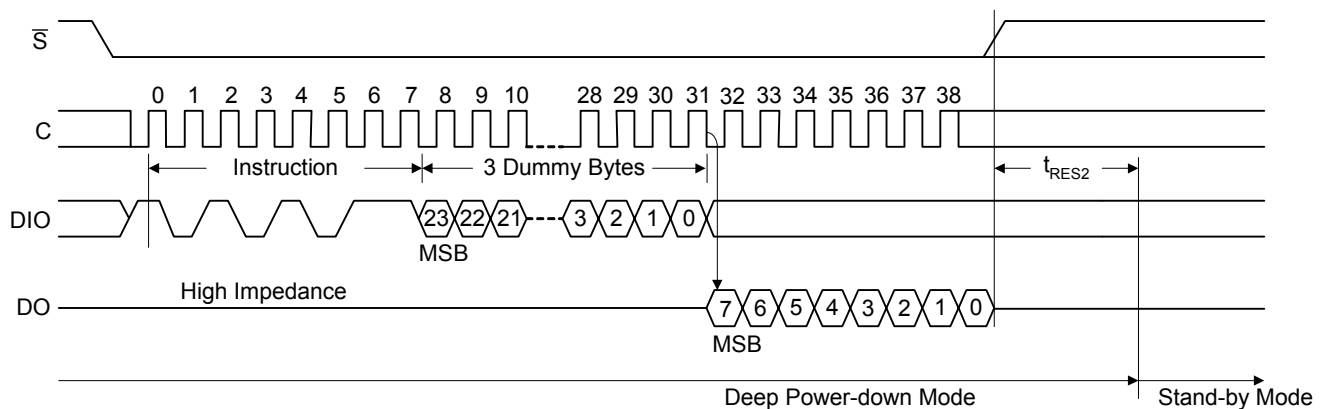 S
0 1 2 3 4 5 6 7 8 9 10 28 29 30 31 32 33 34 35 36 37 38
C
Instruction 3 Dummy Bytes tRES2
DIO 23 22 21 3 2 1 0
MSB
High Impedance
DO 7 6 5 4 3 2 1 0
MSB
Deep Power-down Mode Stand-by Mode